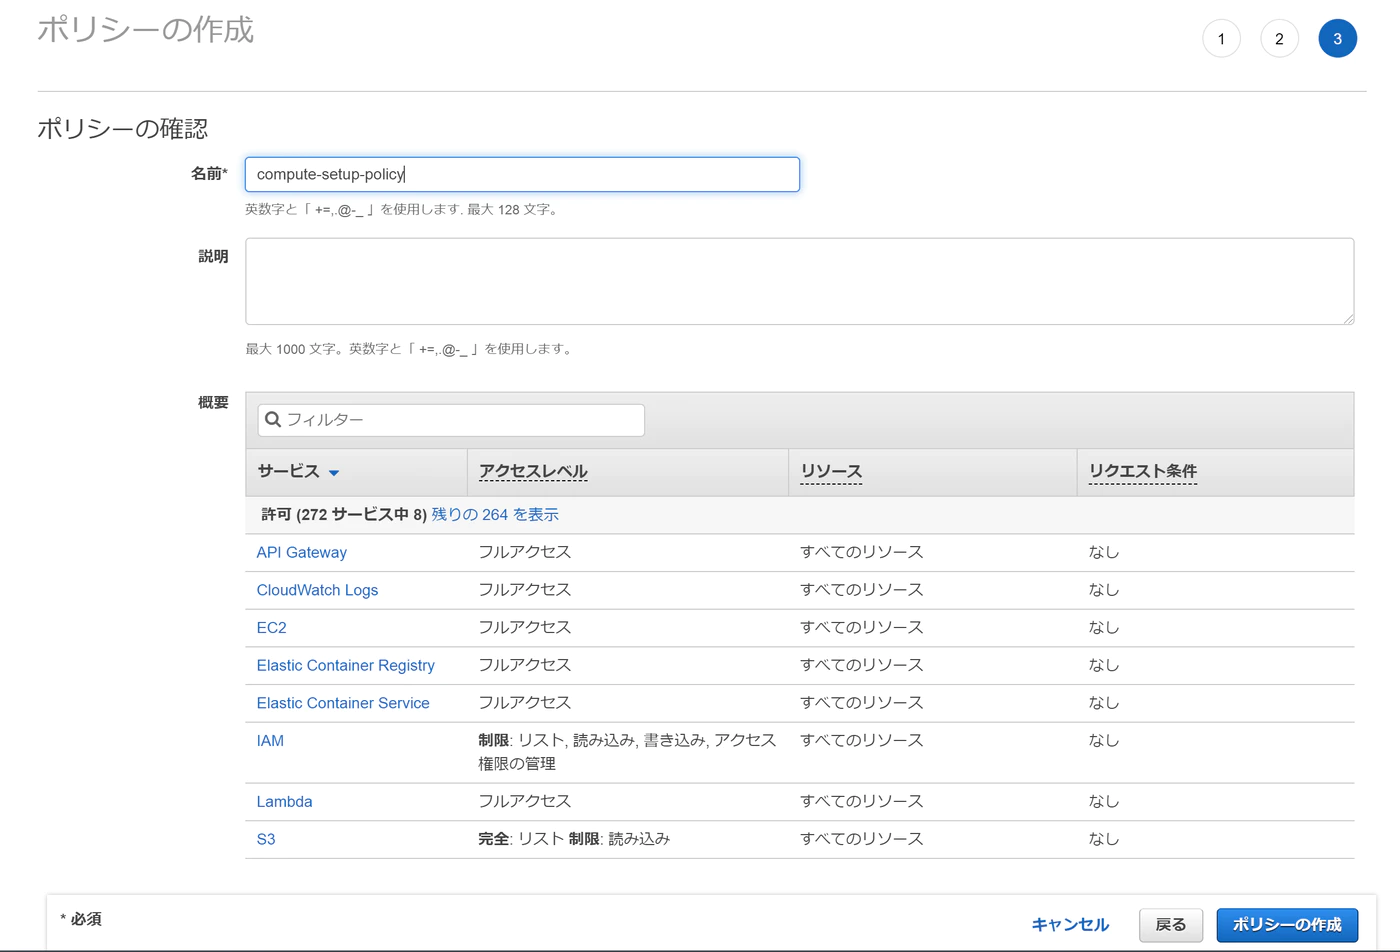 ポリシーの作成
1 2 3
ポリシーの確認
名前* compute-setup-policy
英数字と「 +=,.@-_ 」を使用します. 最大 128 文字。
説明
最大 1000 文字。英数字と「 +=,.@-_ 」を使用します。
概要 フィルター
サービス アクセスレベル リソース リクエスト条件
許可 (272 サービス中 8) 残りの 264 を表示
API Gateway フルアクセス すべてのリソース なし
CloudWatch Logs フルアクセス すべてのリソース なし
EC2 フルアクセス すべてのリソース なし
Elastic Container Registry フルアクセス すべてのリソース なし
Elastic Container Service フルアクセス すべてのリソース なし
IAM 制限: リスト, 読み込み, 書き込み, アクセス すべてのリソース なし
権限の管理
Lambda フルアクセス すべてのリソース なし
S3 完全: リスト 制限: 読み込み すべてのリソース なし
* 必須 キャンセル 戻る ポリシーの作成